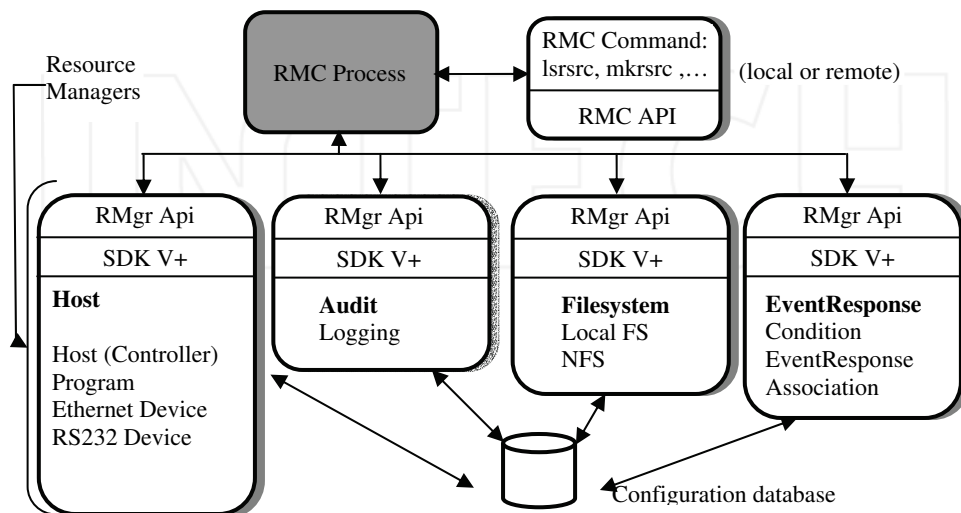 RMC Process
RMC Command:
lsrsrc, mkrsrc ,…
RMC API
(local or remote)
Resource
Managers
RMgr Api
SDK V+
Host
Host (Controller)
Program
Ethernet Device
RS232 Device
RMgr Api
SDK V+
Audit
Logging
RMgr Api
SDK V+
Filesystem
Local FS
NFS
RMgr Api
SDK V+
EventResponse
Condition
EventResponse
Association
Configuration database
INTECH